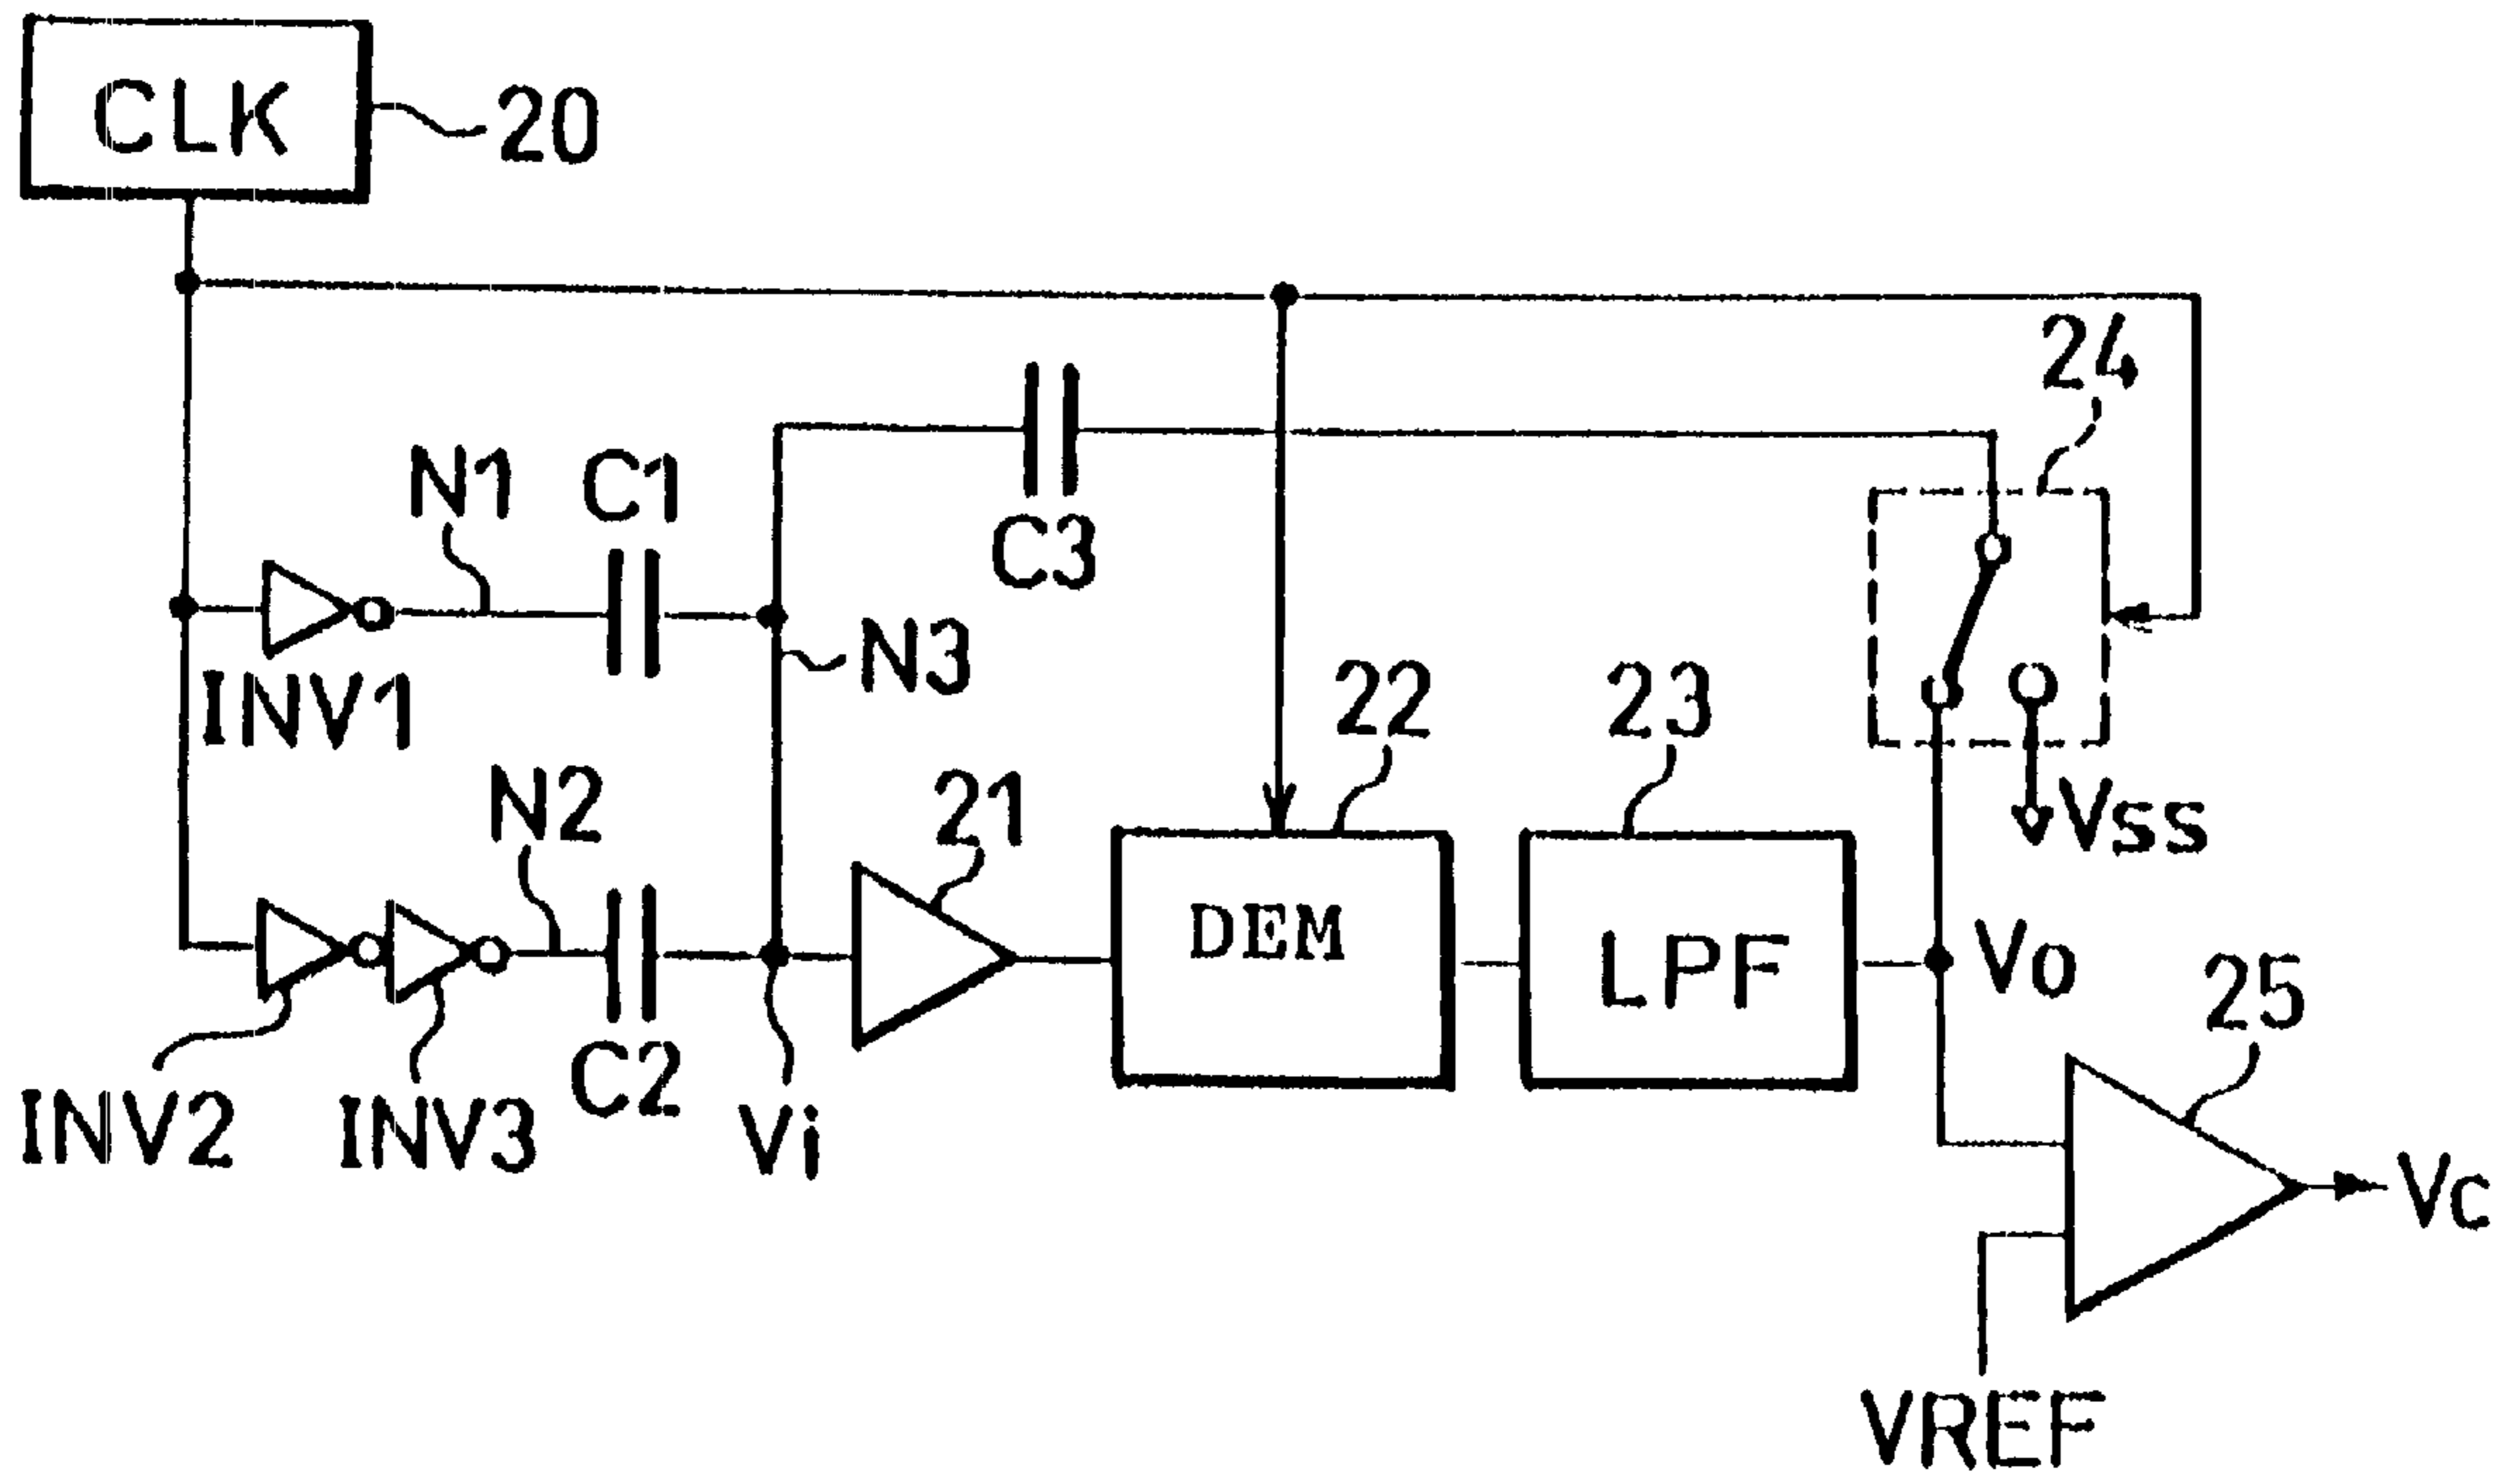 CLK
20
24
N1
C1
C3
N3
INV1
22
23
N2
21
Vss
DEM
LPF
Vo
25
C2
INV2
INV3
Vi
Vc
VREF